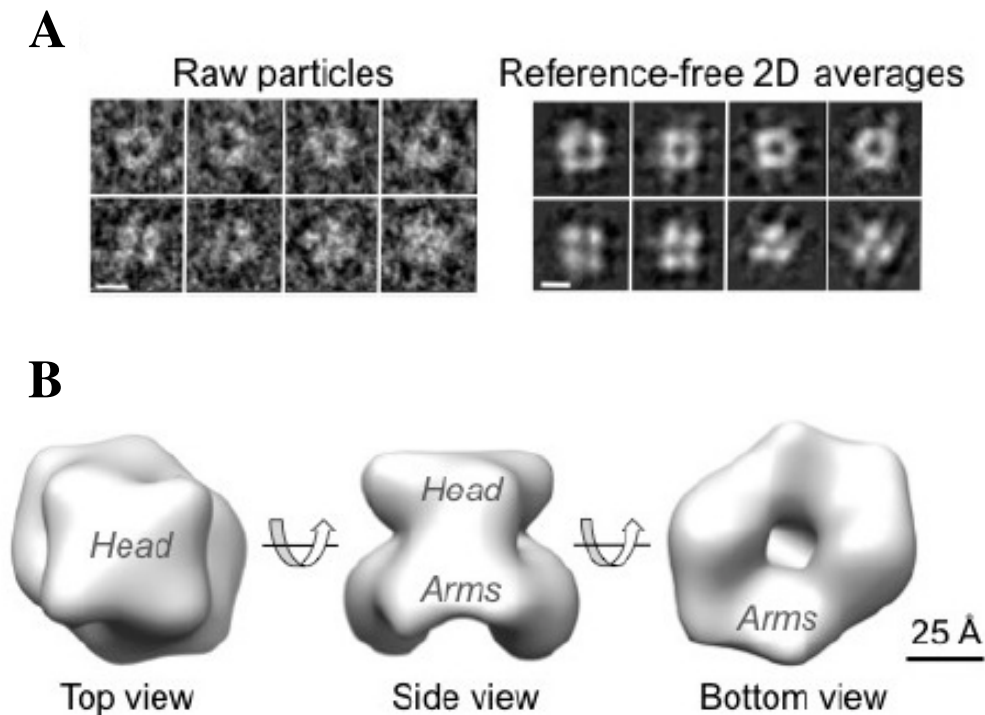 A
Raw particles
Reference-free 2D averages
B
Head
Head
Arms
Arms
25 Å
Top view
Side view
Bottom view